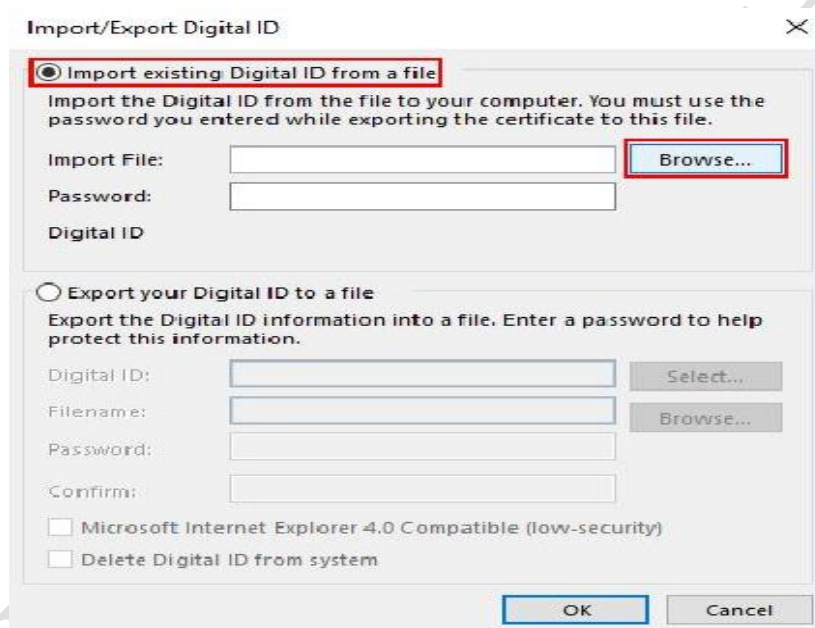 Import/Export Digital ID
Import existing Digital ID from a file
Import the Digital ID from the file to your computer. You must use the
password you entered while exporting the certificate to this file.
Import File:
Browse...
Password:
Digital ID
Export your Digital ID to a file
Export the Digital ID information into a file. Enter a password to help
protect this information.
Digital ID:
Select...
Filename:
Browse...
Password:
Confirm:
Microsoft Internet Explorer 4.0 Compatible (low-security)
Delete Digital ID from system
OK Cancel